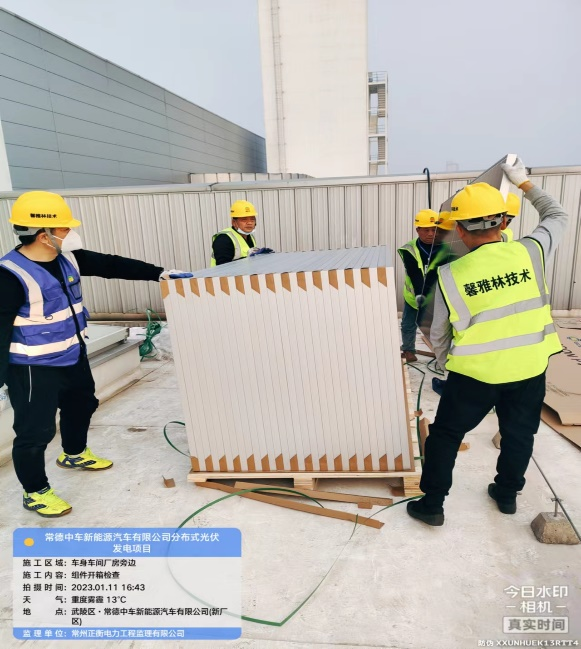 馨雅林技术
馨雅林技术
常德中车新能源汽车有限公司分布式光伏
发电项目
施工区域：车身车间厂房旁边
施工内容：组件开箱检查
拍摄时间：2023.01.11 16:43
天 气：重度雾霾 13℃
地 点：武陵区·常德中车新能源汽车有限公司(新厂
区)
监理单位：常州正衡电力工程监理有限公司
今日水印
相机
真实时间
防伪 XXUNHUEK13RTT4